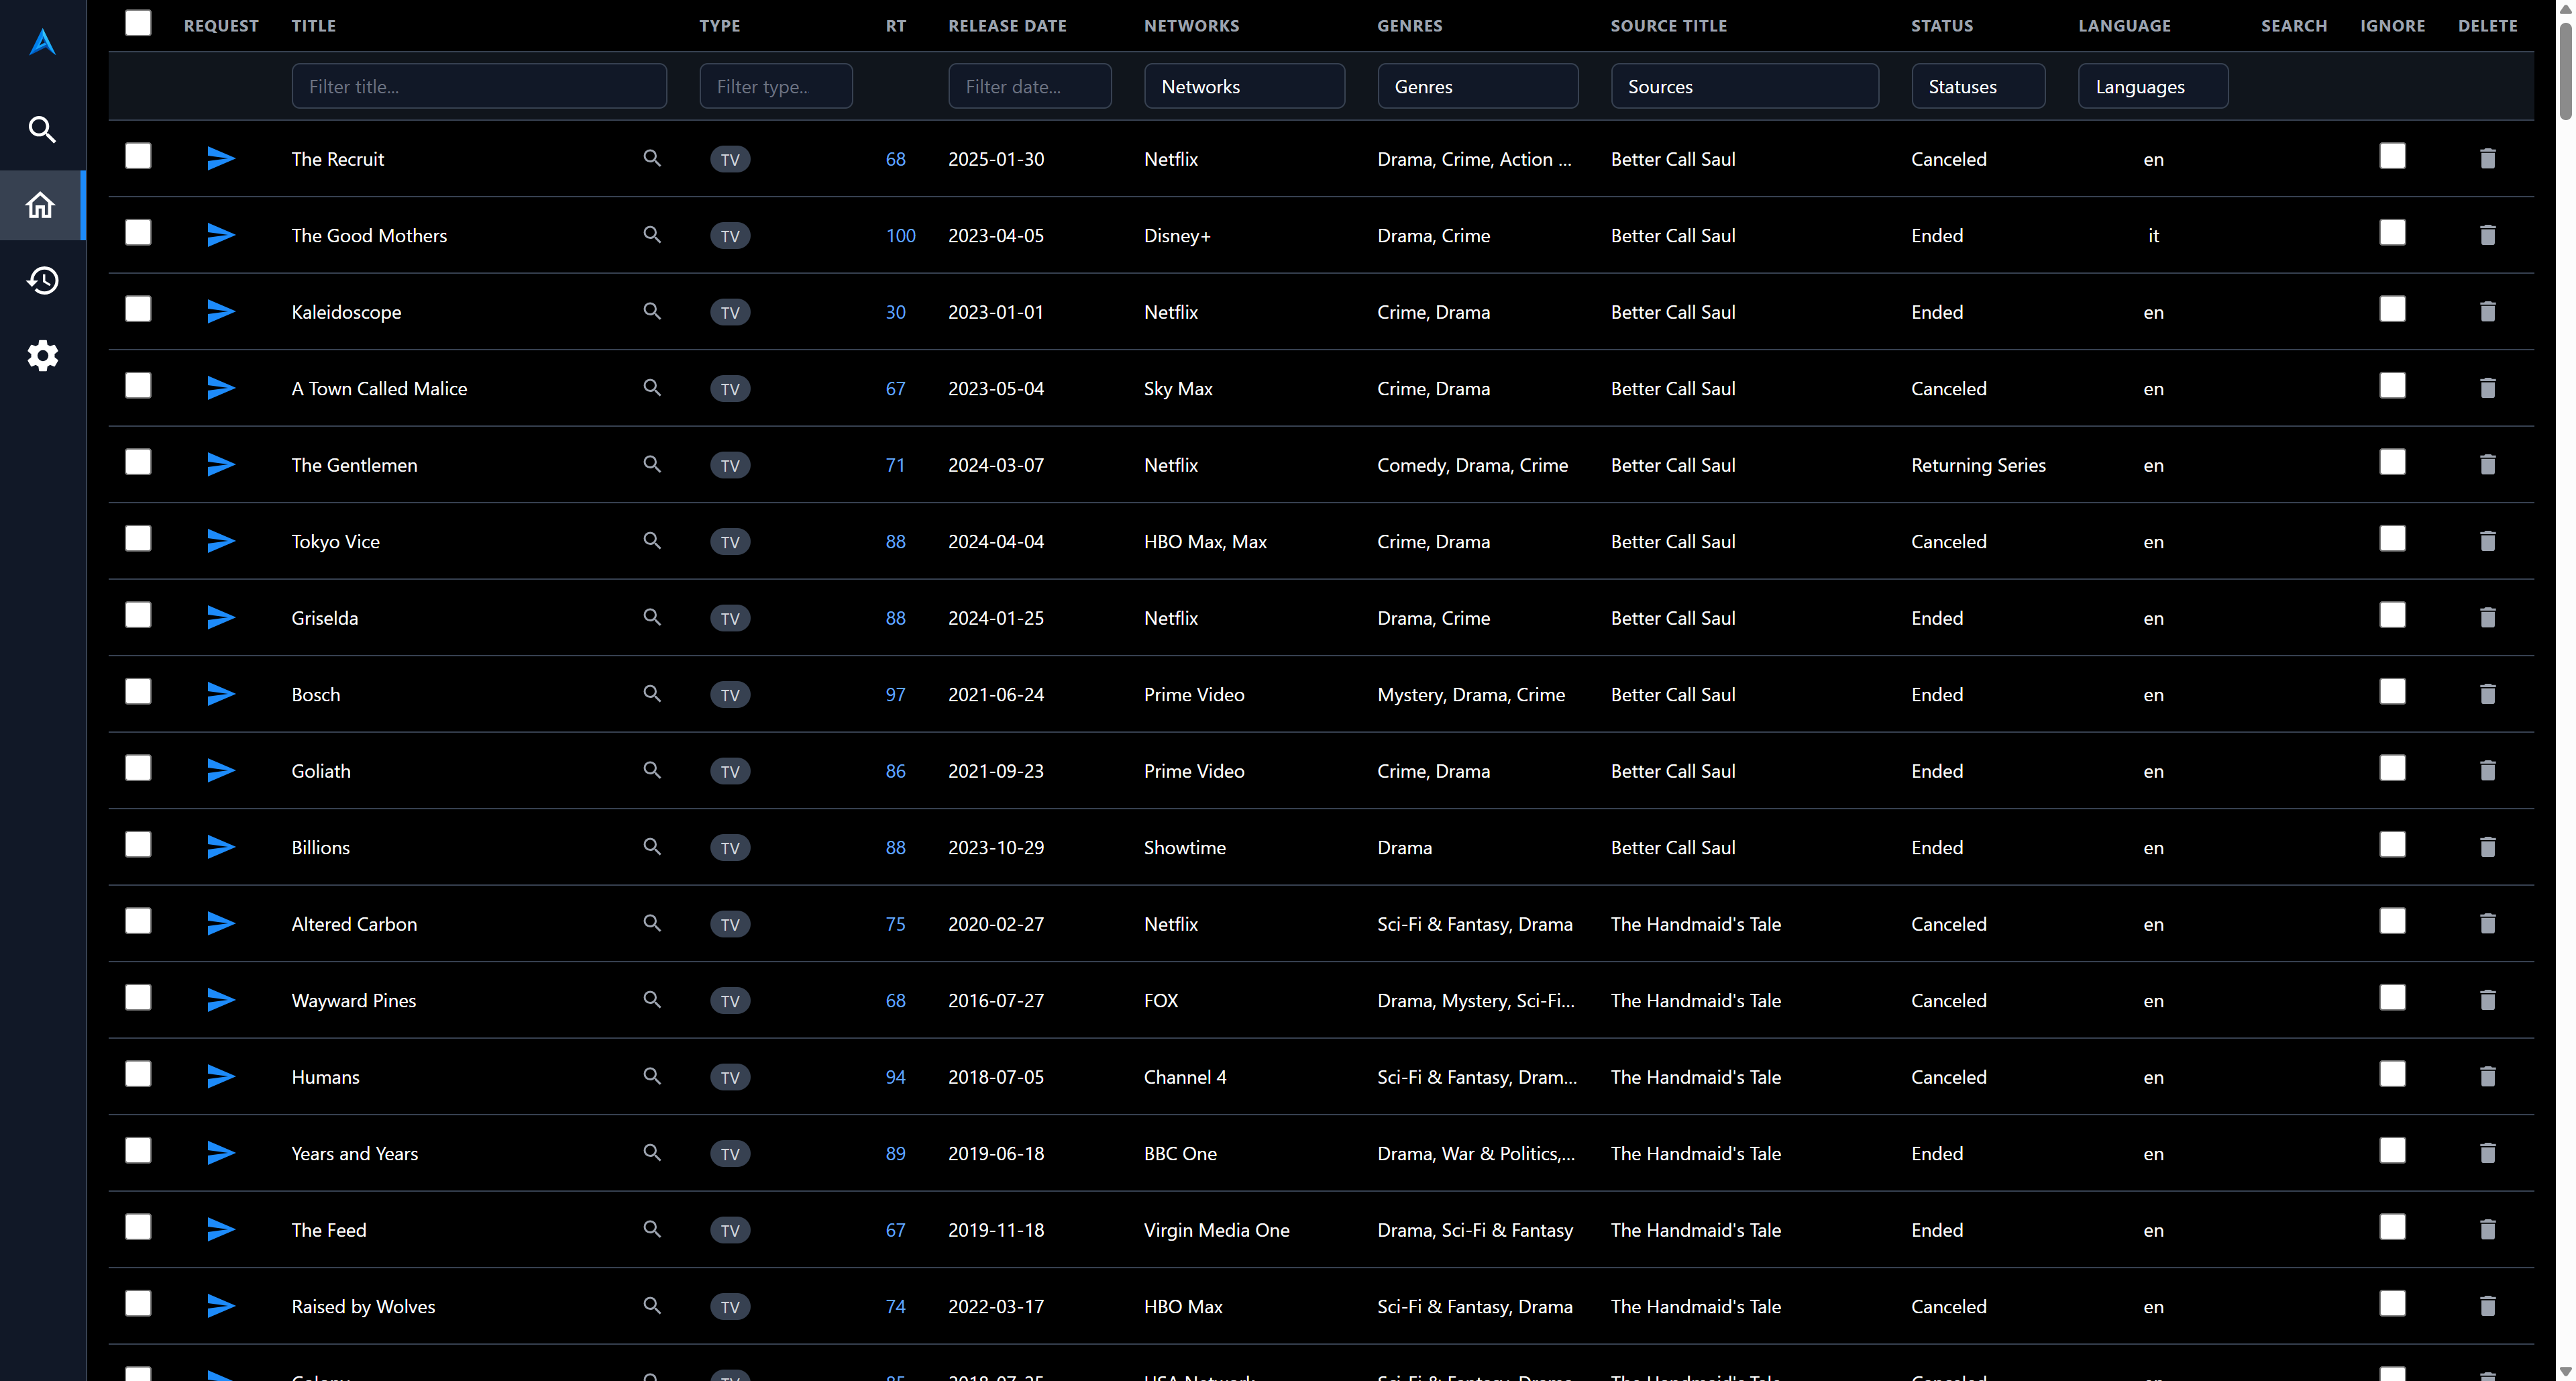 REQUEST TITLE TYPE RT RELEASE DATE NETWORKS GENRES SOURCE TITLE STATUS LANGUAGE SEARCH IGNORE DELETE
Filter title... Filter type.. Filter date... Networks Genres Sources Statuses Languages
The Recruit TV 68 2025-01-30 Netflix Drama, Crime, Action ... Better Call Saul Canceled en
The Good Mothers TV 100 2023-04-05 Disney+ Drama, Crime Better Call Saul Ended it
Kaleidoscope TV 30 2023-01-01 Netflix Crime, Drama Better Call Saul Ended en
A Town Called Malice TV 67 2023-05-04 Sky Max Crime, Drama Better Call Saul Canceled en
The Gentlemen TV 71 2024-03-07 Netflix Comedy, Drama, Crime Better Call Saul Returning Series en
Tokyo Vice TV 88 2024-04-04 HBO Max, Max Crime, Drama Better Call Saul Canceled en
Griselda TV 88 2024-01-25 Netflix Drama, Crime Better Call Saul Ended en
Bosch TV 97 2021-06-24 Prime Video Mystery, Drama, Crime Better Call Saul Ended en
Goliath TV 86 2021-09-23 Prime Video Crime, Drama Better Call Saul Ended en
Billions TV 88 2023-10-29 Showtime Drama Better Call Saul Ended en
Altered Carbon TV 75 2020-02-27 Netflix Sci-Fi & Fantasy, Drama The Handmaid's Tale Canceled en
Wayward Pines TV 68 2016-07-27 FOX Drama, Mystery, Sci-Fi... The Handmaid's Tale Canceled en
Humans TV 94 2018-07-05 Channel 4 Sci-Fi & Fantasy, Dram... The Handmaid's Tale Canceled en
Years and Years TV 89 2019-06-18 BBC One Drama, War & Politics,... The Handmaid's Tale Ended en
The Feed TV 67 2019-11-18 Virgin Media One Drama, Sci-Fi & Fantasy The Handmaid's Tale Ended en
Raised by Wolves TV 74 2022-03-17 HBO Max Sci-Fi & Fantasy, Drama The Handmaid's Tale Canceled en